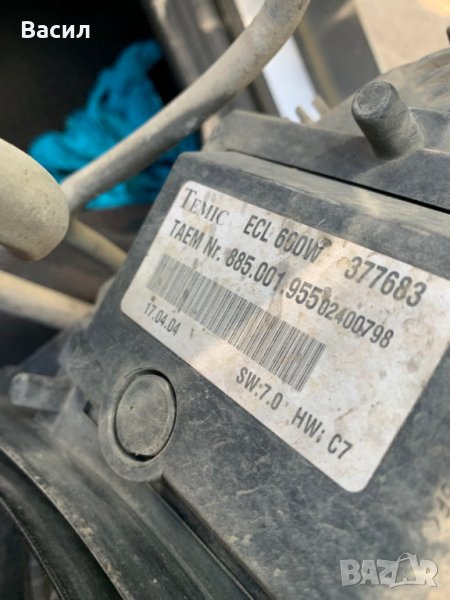 Васил
TEMIC ECL 600W 377683
TAEM Nr. 885.001.955 02400798
17.04.04
SW:7.0 HW: C7
BAZAR